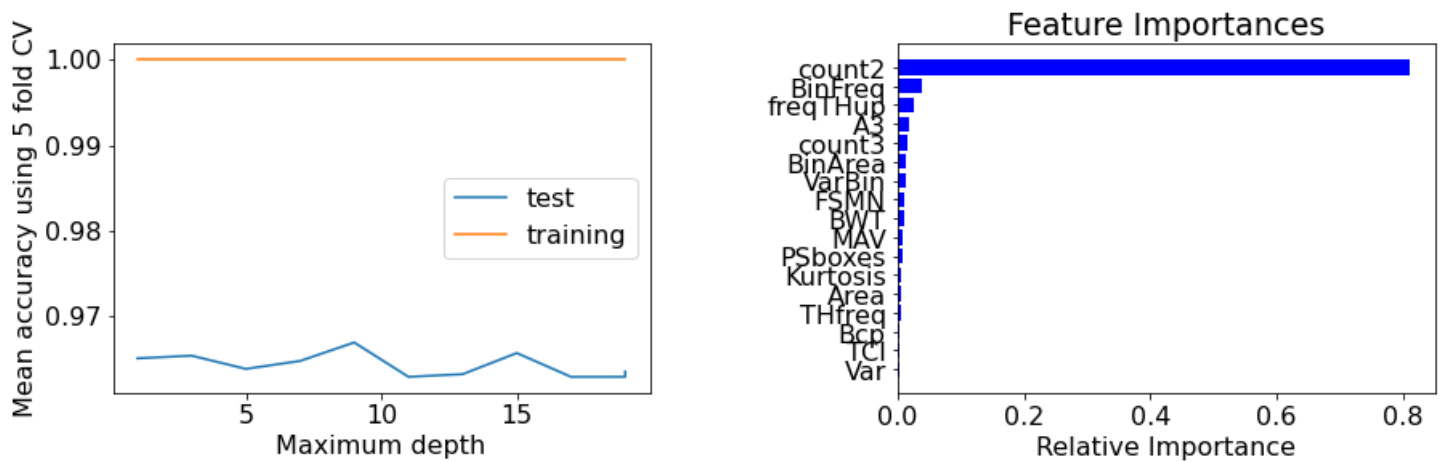 Mean accuracy using 5 fold CV
1.00
0.99
0.98
0.97
test
training
5
10
15
Maximum depth
Feature Importances
count2
BinFreq
freqTHup
A3
count3
BinArea
VarBin
FSMN
BWT
MAV
PSboxes
Kurtosis
Area
THfreq
Bcp
TCI
Var
0.0
0.2
0.4
0.6
0.8
Relative Importance